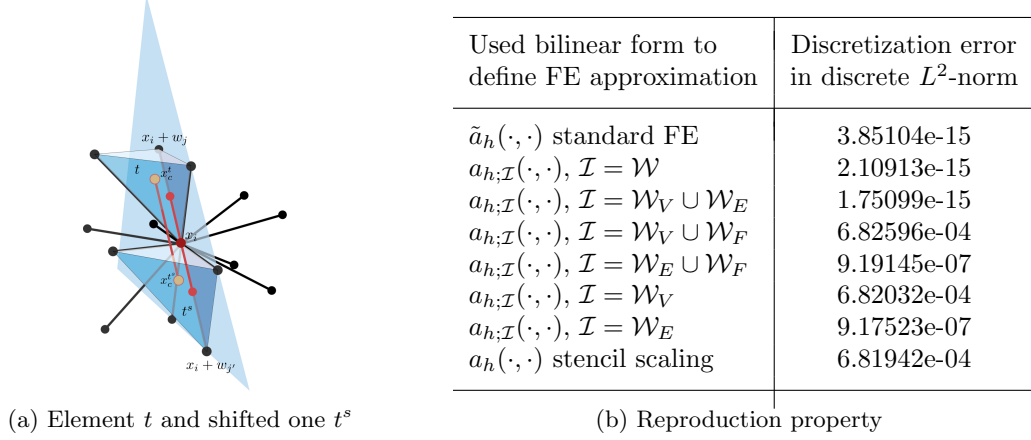 x_i + w_j
t
x_c^t
x_i
x_c^{t^s}
t^s
x_i + w_{j'}
(a) Element t and shifted one t^s
Used bilinear form to Discretization error
define FE approximation in discrete L²-norm
ã_h(·,·) standard FE 3.85104e-15
a_{h;ℐ}(·,·), ℐ = 𝒲 2.10913e-15
a_{h;ℐ}(·,·), ℐ = 𝒲_V ∪ 𝒲_E 1.75099e-15
a_{h;ℐ}(·,·), ℐ = 𝒲_V ∪ 𝒲_F 6.82596e-04
a_{h;ℐ}(·,·), ℐ = 𝒲_E ∪ 𝒲_F 9.19145e-07
a_{h;ℐ}(·,·), ℐ = 𝒲_V 6.82032e-04
a_{h;ℐ}(·,·), ℐ = 𝒲_E 9.17523e-07
a_h(·,·) stencil scaling 6.81942e-04
(b) Reproduction property